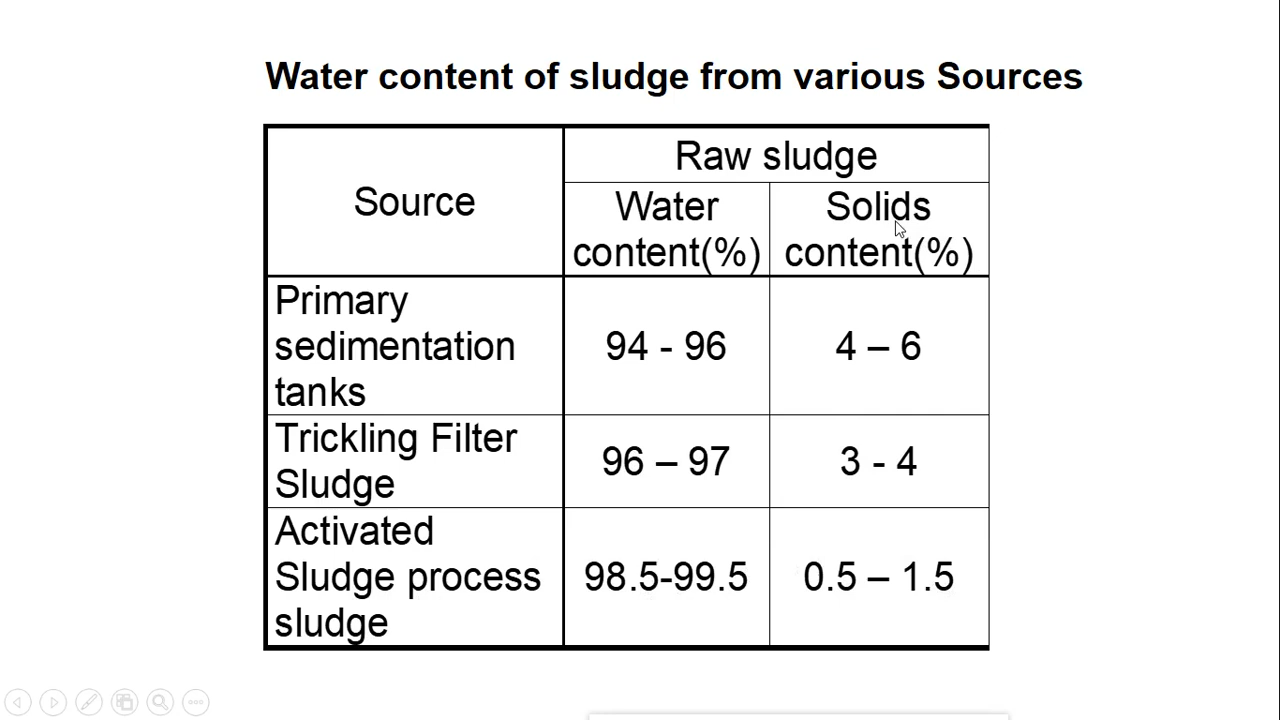 Water content of sludge from various Sources
Source
Raw sludge
Water
content(%)
Solids
content(%)
Primary
sedimentation
tanks
94 - 96
4 – 6
Trickling Filter
Sludge
96 – 97
3 - 4
Activated
Sludge process
sludge
98.5-99.5
0.5 – 1.5